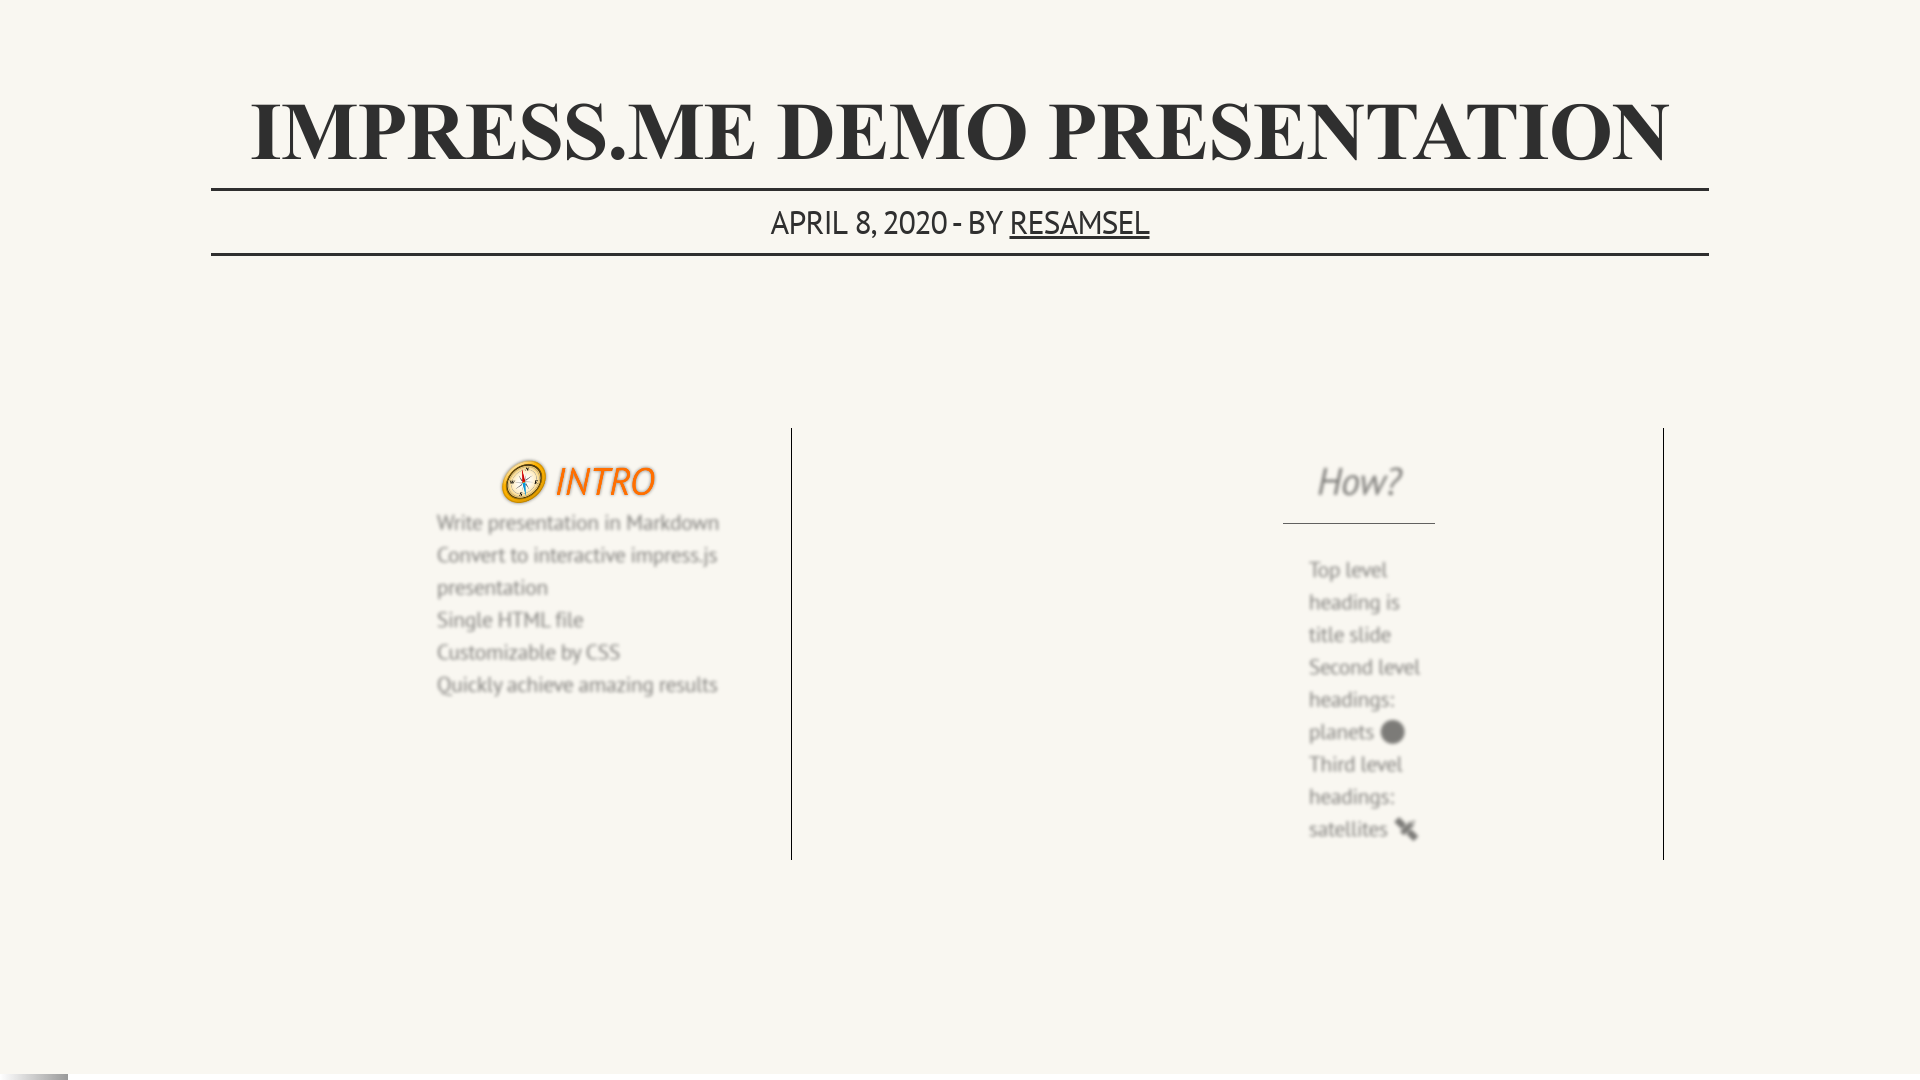 IMPRESS.ME DEMO PRESENTATION
APRIL 8, 2020 - BY RESAMSEL
INTRO
Write presentation in Markdown
Convert to interactive impress.js
presentation
Single HTML file
Customizable by CSS
Quickly achieve amazing results
How?
Top level
heading is
title slide
Second level
headings:
planets
Third level
headings:
satellites